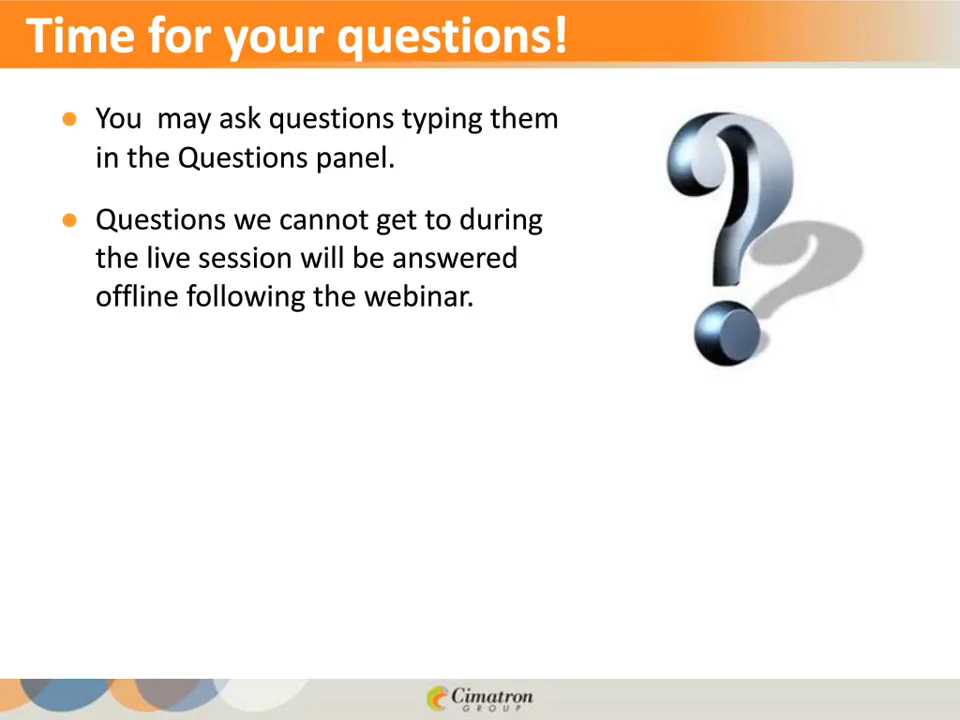 Time for your questions!
● You  may ask questions typing them
in the Questions panel.
● Questions we cannot get to during
the live session will be answered
offline following the webinar.
?
Cimatron
GROUP